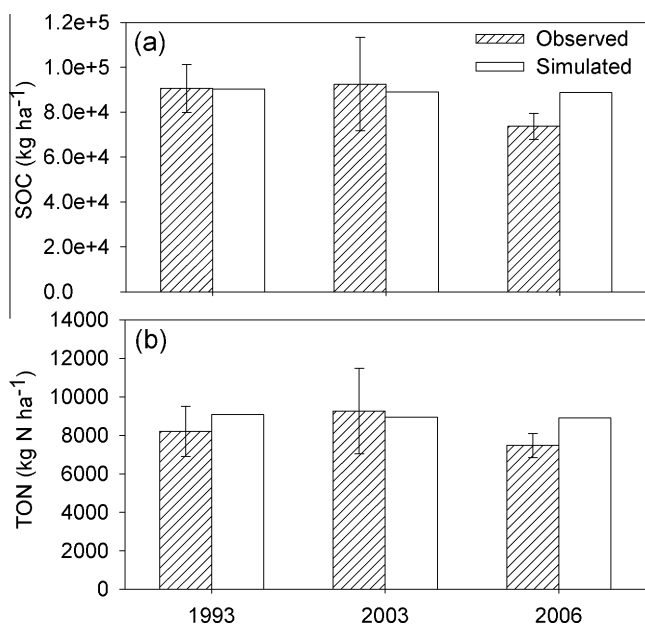 (a)
Observed
Simulated
SOC (kg ha⁻¹)
1.2e+5
1.0e+5
8.0e+4
6.0e+4
4.0e+4
2.0e+4
0.0
(b)
TON (kg N ha⁻¹)
14000
12000
10000
8000
6000
4000
2000
0
1993 2003 2006